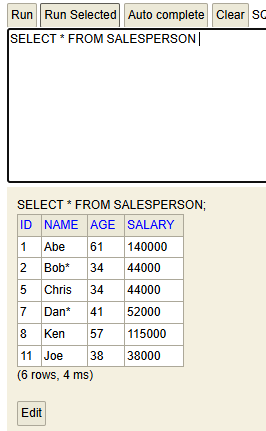 Run Run Selected Auto complete Clear SQ
SELECT * FROM SALESPERSON
SELECT * FROM SALESPERSON;
ID NAME AGE SALARY
1 Abe 61 140000
2 Bob* 34 44000
5 Chris 34 44000
7 Dan* 41 52000
8 Ken 57 115000
11 Joe 38 38000
(6 rows, 4 ms)
Edit